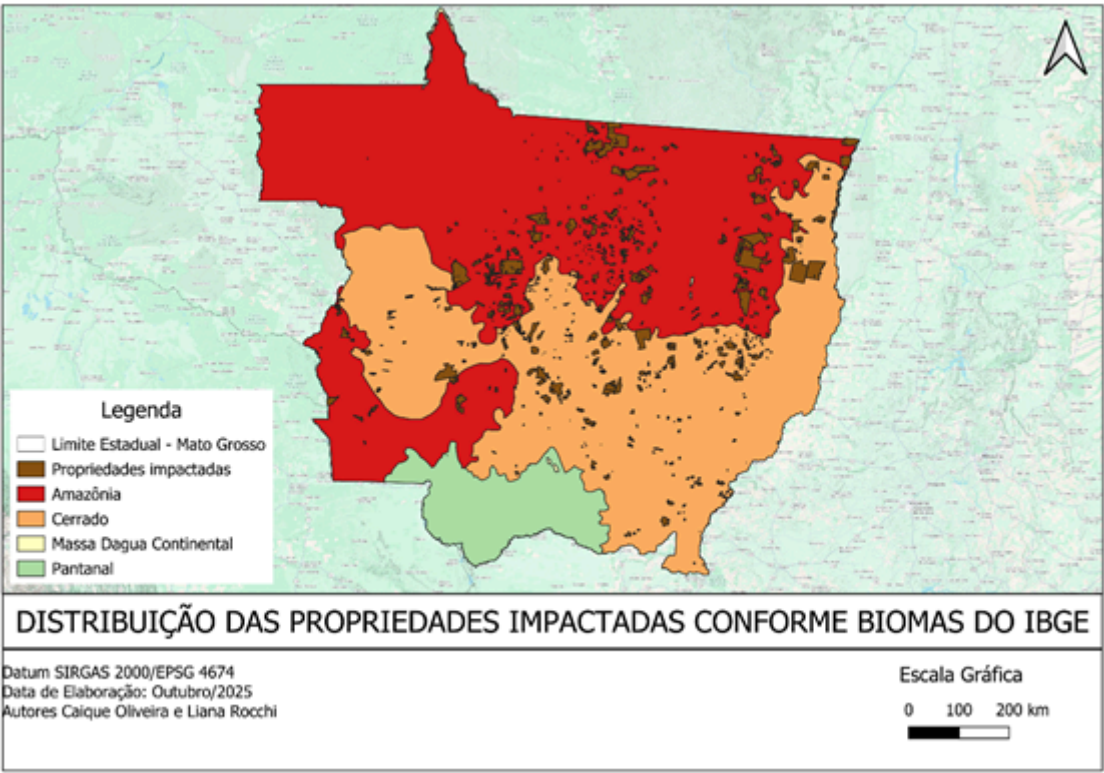 Legenda
Limite Estadual - Mato Grosso
Propriedades impactadas
Amazônia
Cerrado
Massa Dagua Continental
Pantanal
DISTRIBUIÇÃO DAS PROPRIEDADES IMPACTADAS CONFORME BIOMAS DO IBGE
Datum SIRGAS 2000/EPSG 4674
Data de Elaboração: Outubro/2025
Autores Caique Oliveira e Liana Rocchi
Escala Gráfica
0 100 200 km